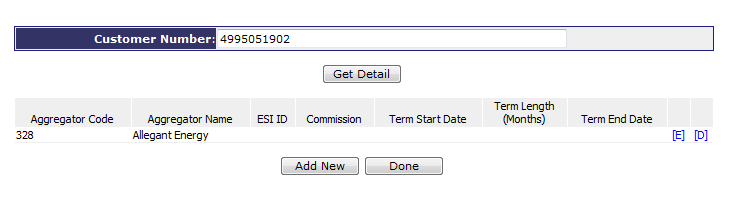 Customer Number: 4995051902
Get Detail
Aggregator Code Aggregator Name ESI ID Commission Term Start Date Term Length (Months) Term End Date
328 Allegant Energy [E] [D]
Add New Done